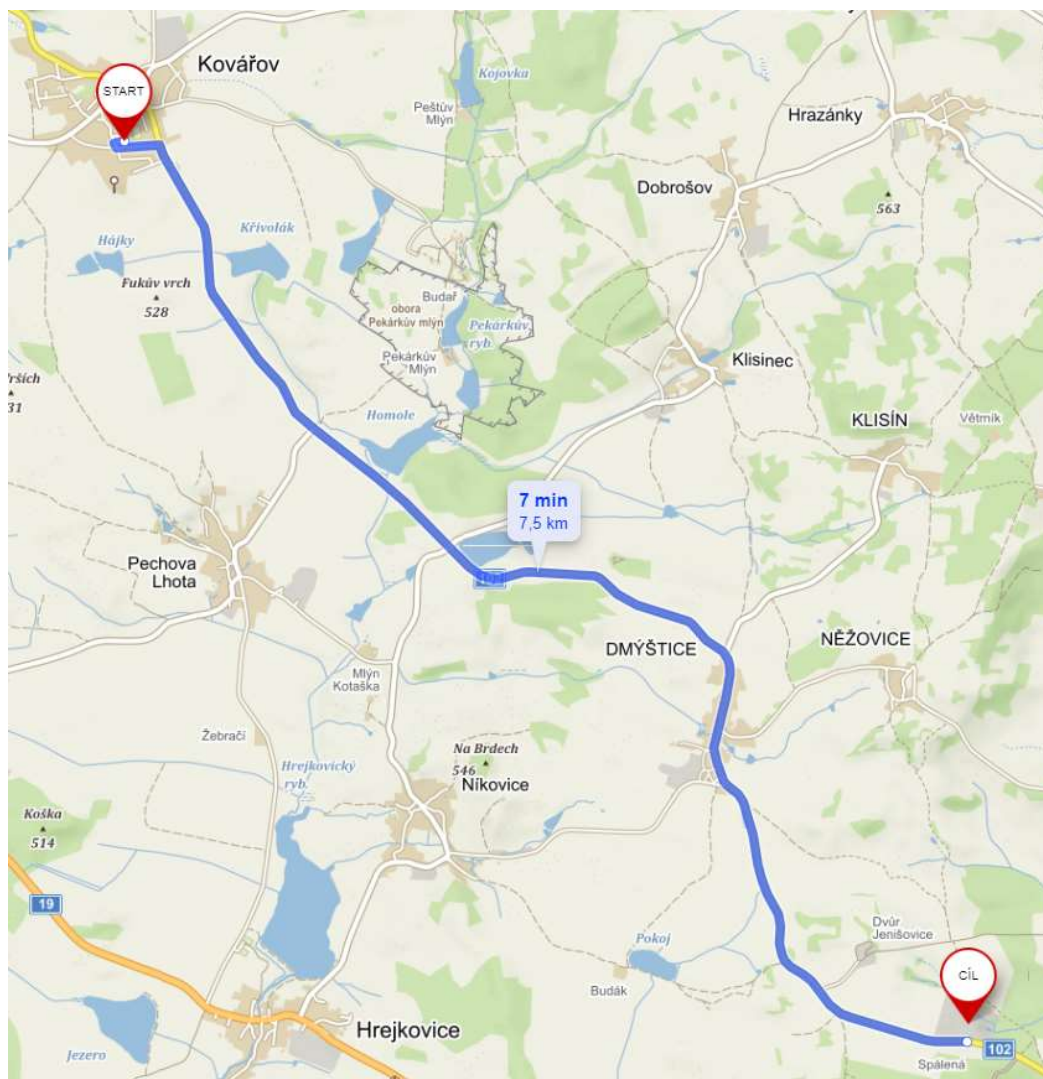 Kovářov
START
Kojovka
Peštův
Mlýn
Hrazánky
Dobrošov
563
Křivolák
Hájky
Fukův vrch
528
Budař
obora
Pekárkův mlýn
Pekárkův
ryb.
Pekárkův
Mlýn
Klisinec
31
Homole
KLISÍN
Větrník
7 min
7,5 km
Pechova
Lhota
DMÝŠTICE
NĚŽOVICE
Mlýn
Kotaška
Žebračí
Hrejkovický
ryb.
Na Brdech
546
Níkovice
Koška
514
19
Dvůr
Jenišovice
Pokoj
Budák
CÍL
Hrejkovice
102
Jezero
Spálená